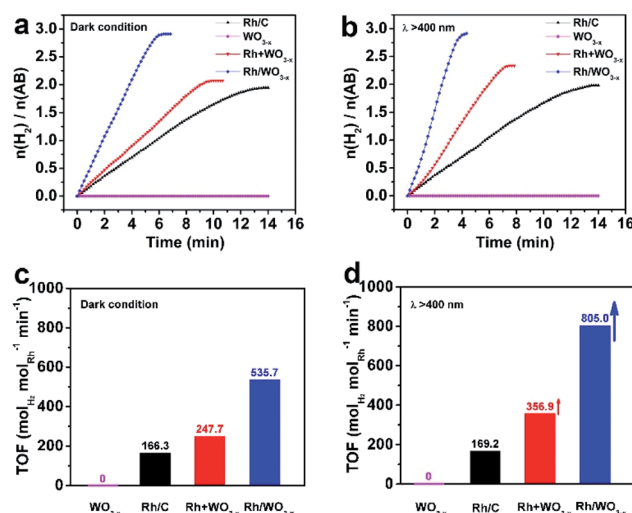 a
Dark condition
Rh/C
WO3-x
Rh+WO3-x
Rh/WO3-x
n(H2) / n(AB)
3.0
2.5
2.0
1.5
1.0
0.5
0.0
0 2 4 6 8 10 12 14 16
Time (min)
b
λ >400 nm
Rh/C
WO3-x
Rh+WO3-x
Rh/WO3-x
n(H2) / n(AB)
3.0
2.5
2.0
1.5
1.0
0.5
0.0
0 2 4 6 8 10 12 14 16
Time (min)
c
Dark condition
TOF (molH2 molRh-1 min-1)
1000
800
600
400
200
0
0
166.3
247.7
535.7
WO3-x Rh/C Rh+WO3-x Rh/WO3-x
d
λ >400 nm
TOF (molH2 molRh-1 min-1)
1000
800
600
400
200
0
0
169.2
356.9
805.0
WO3-x Rh/C Rh+WO3-x Rh/WO3-x